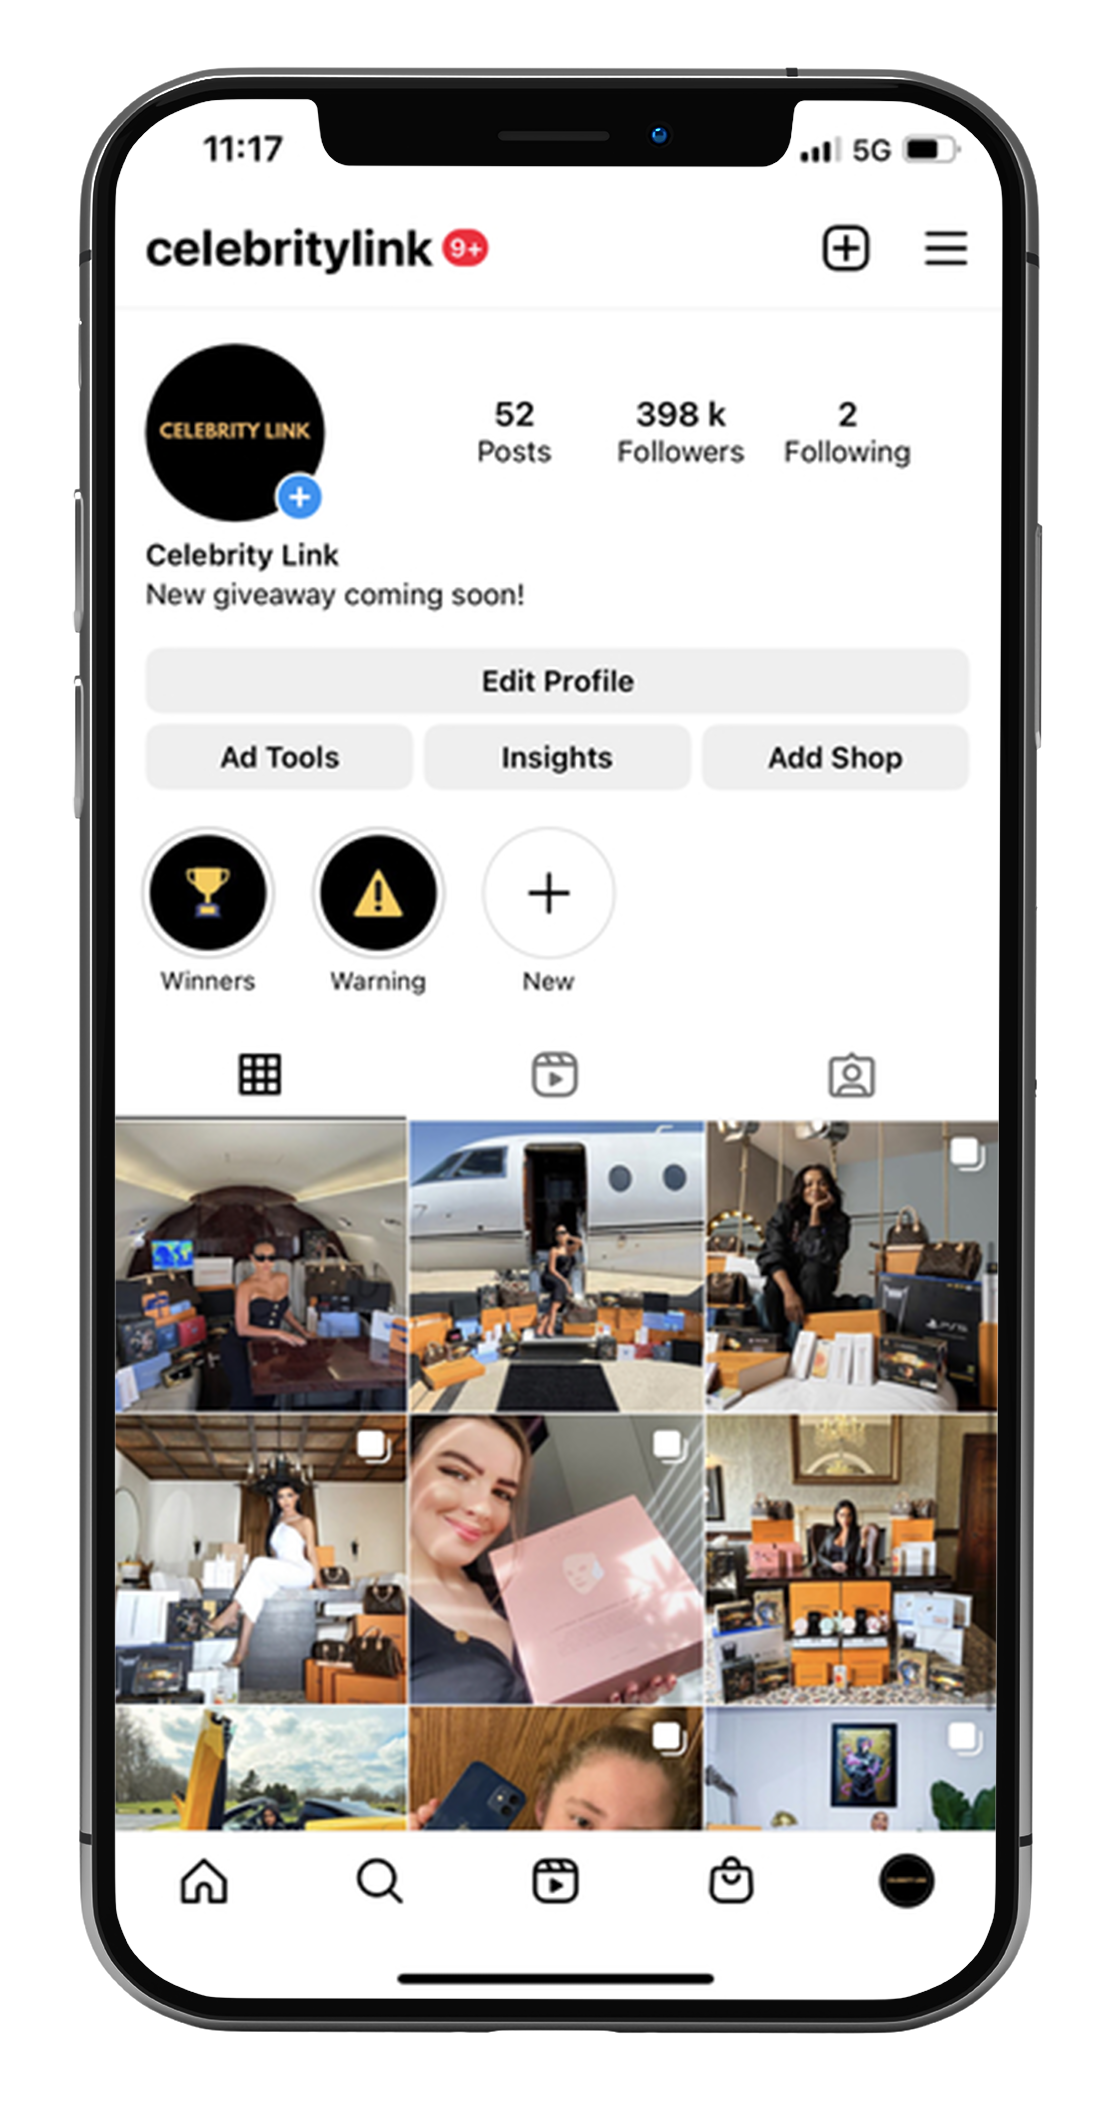 11:17
5G
celebritylink 9+
CELEBRITY LINK
52 398 k 2
Posts Followers Following
Celebrity Link
New giveaway coming soon!
Edit Profile
Ad Tools Insights Add Shop
Winners Warning New
PS5